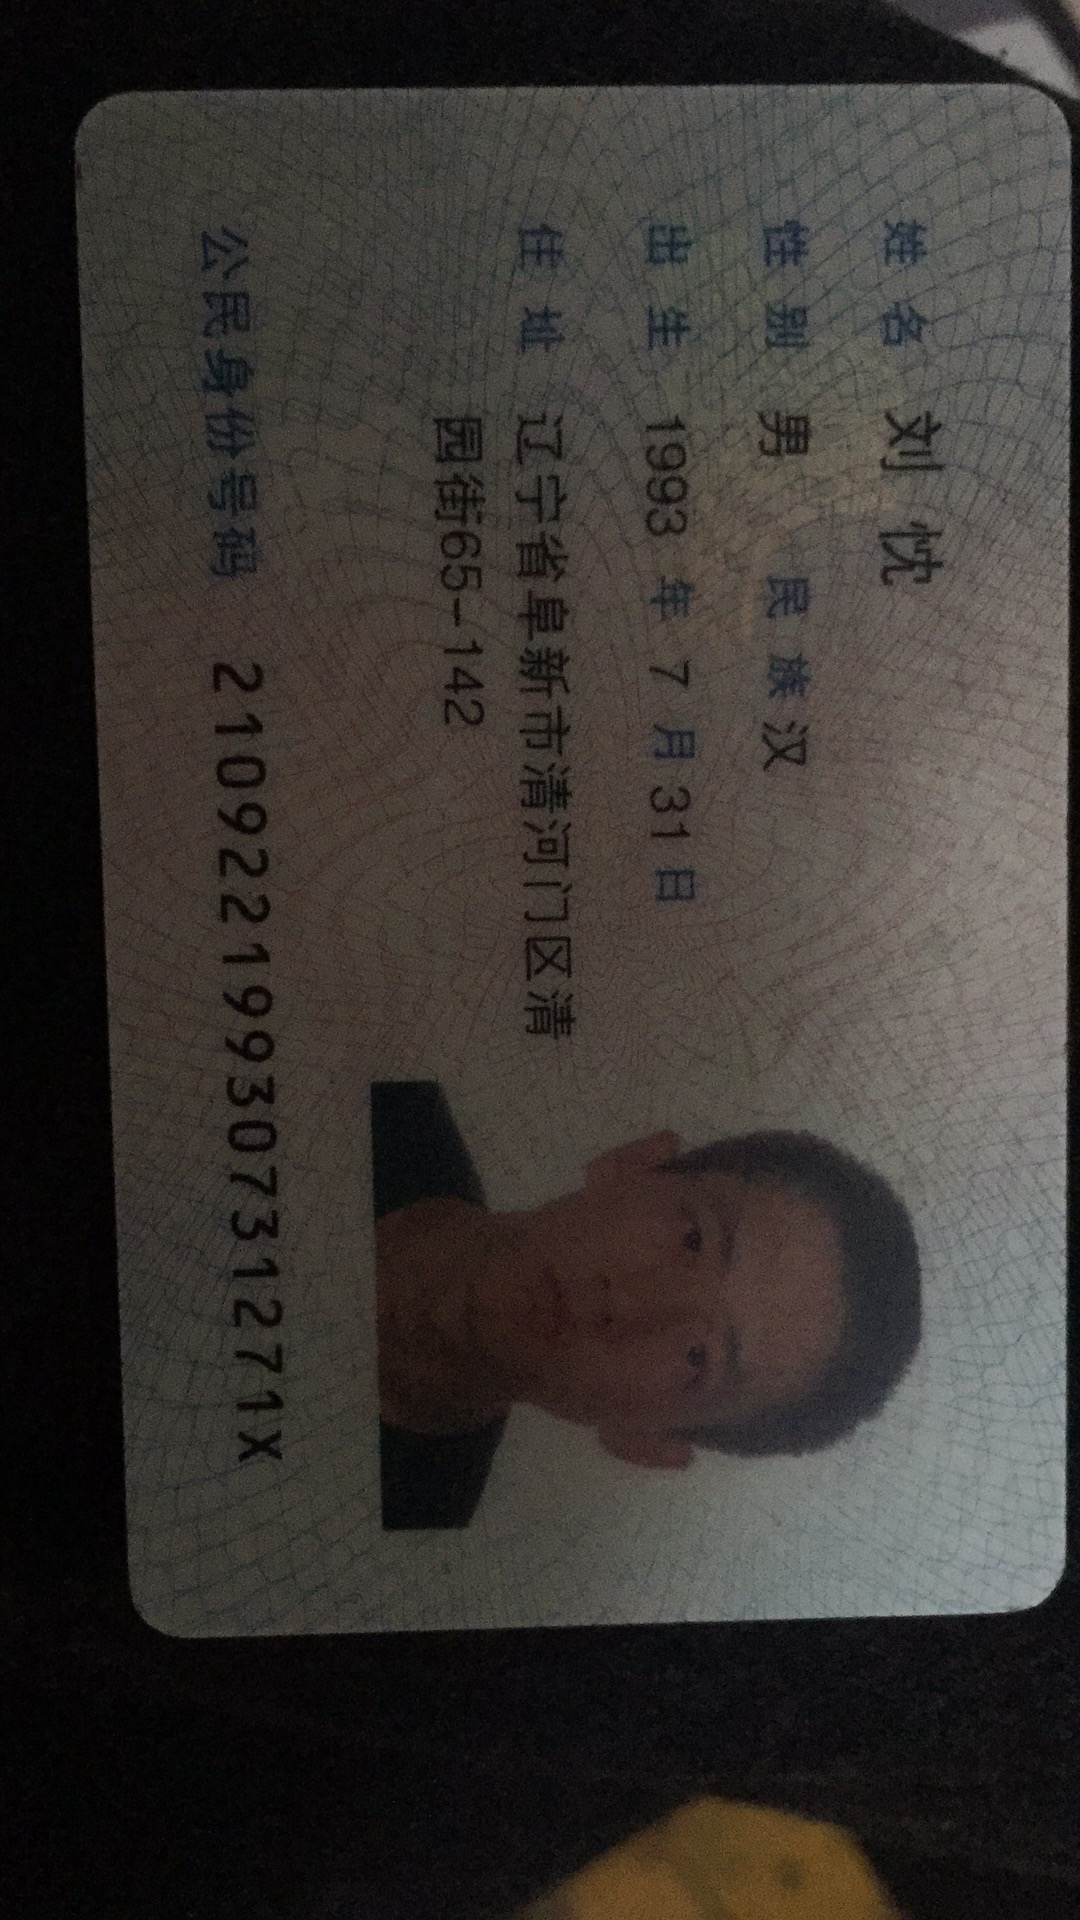 姓名 刘忱
性别 男 民族 汉
出生 1993 年 7 月 31 日
住址 辽宁省阜新市清河门区清
园街65-142
公民身份号码 21092219930731271X